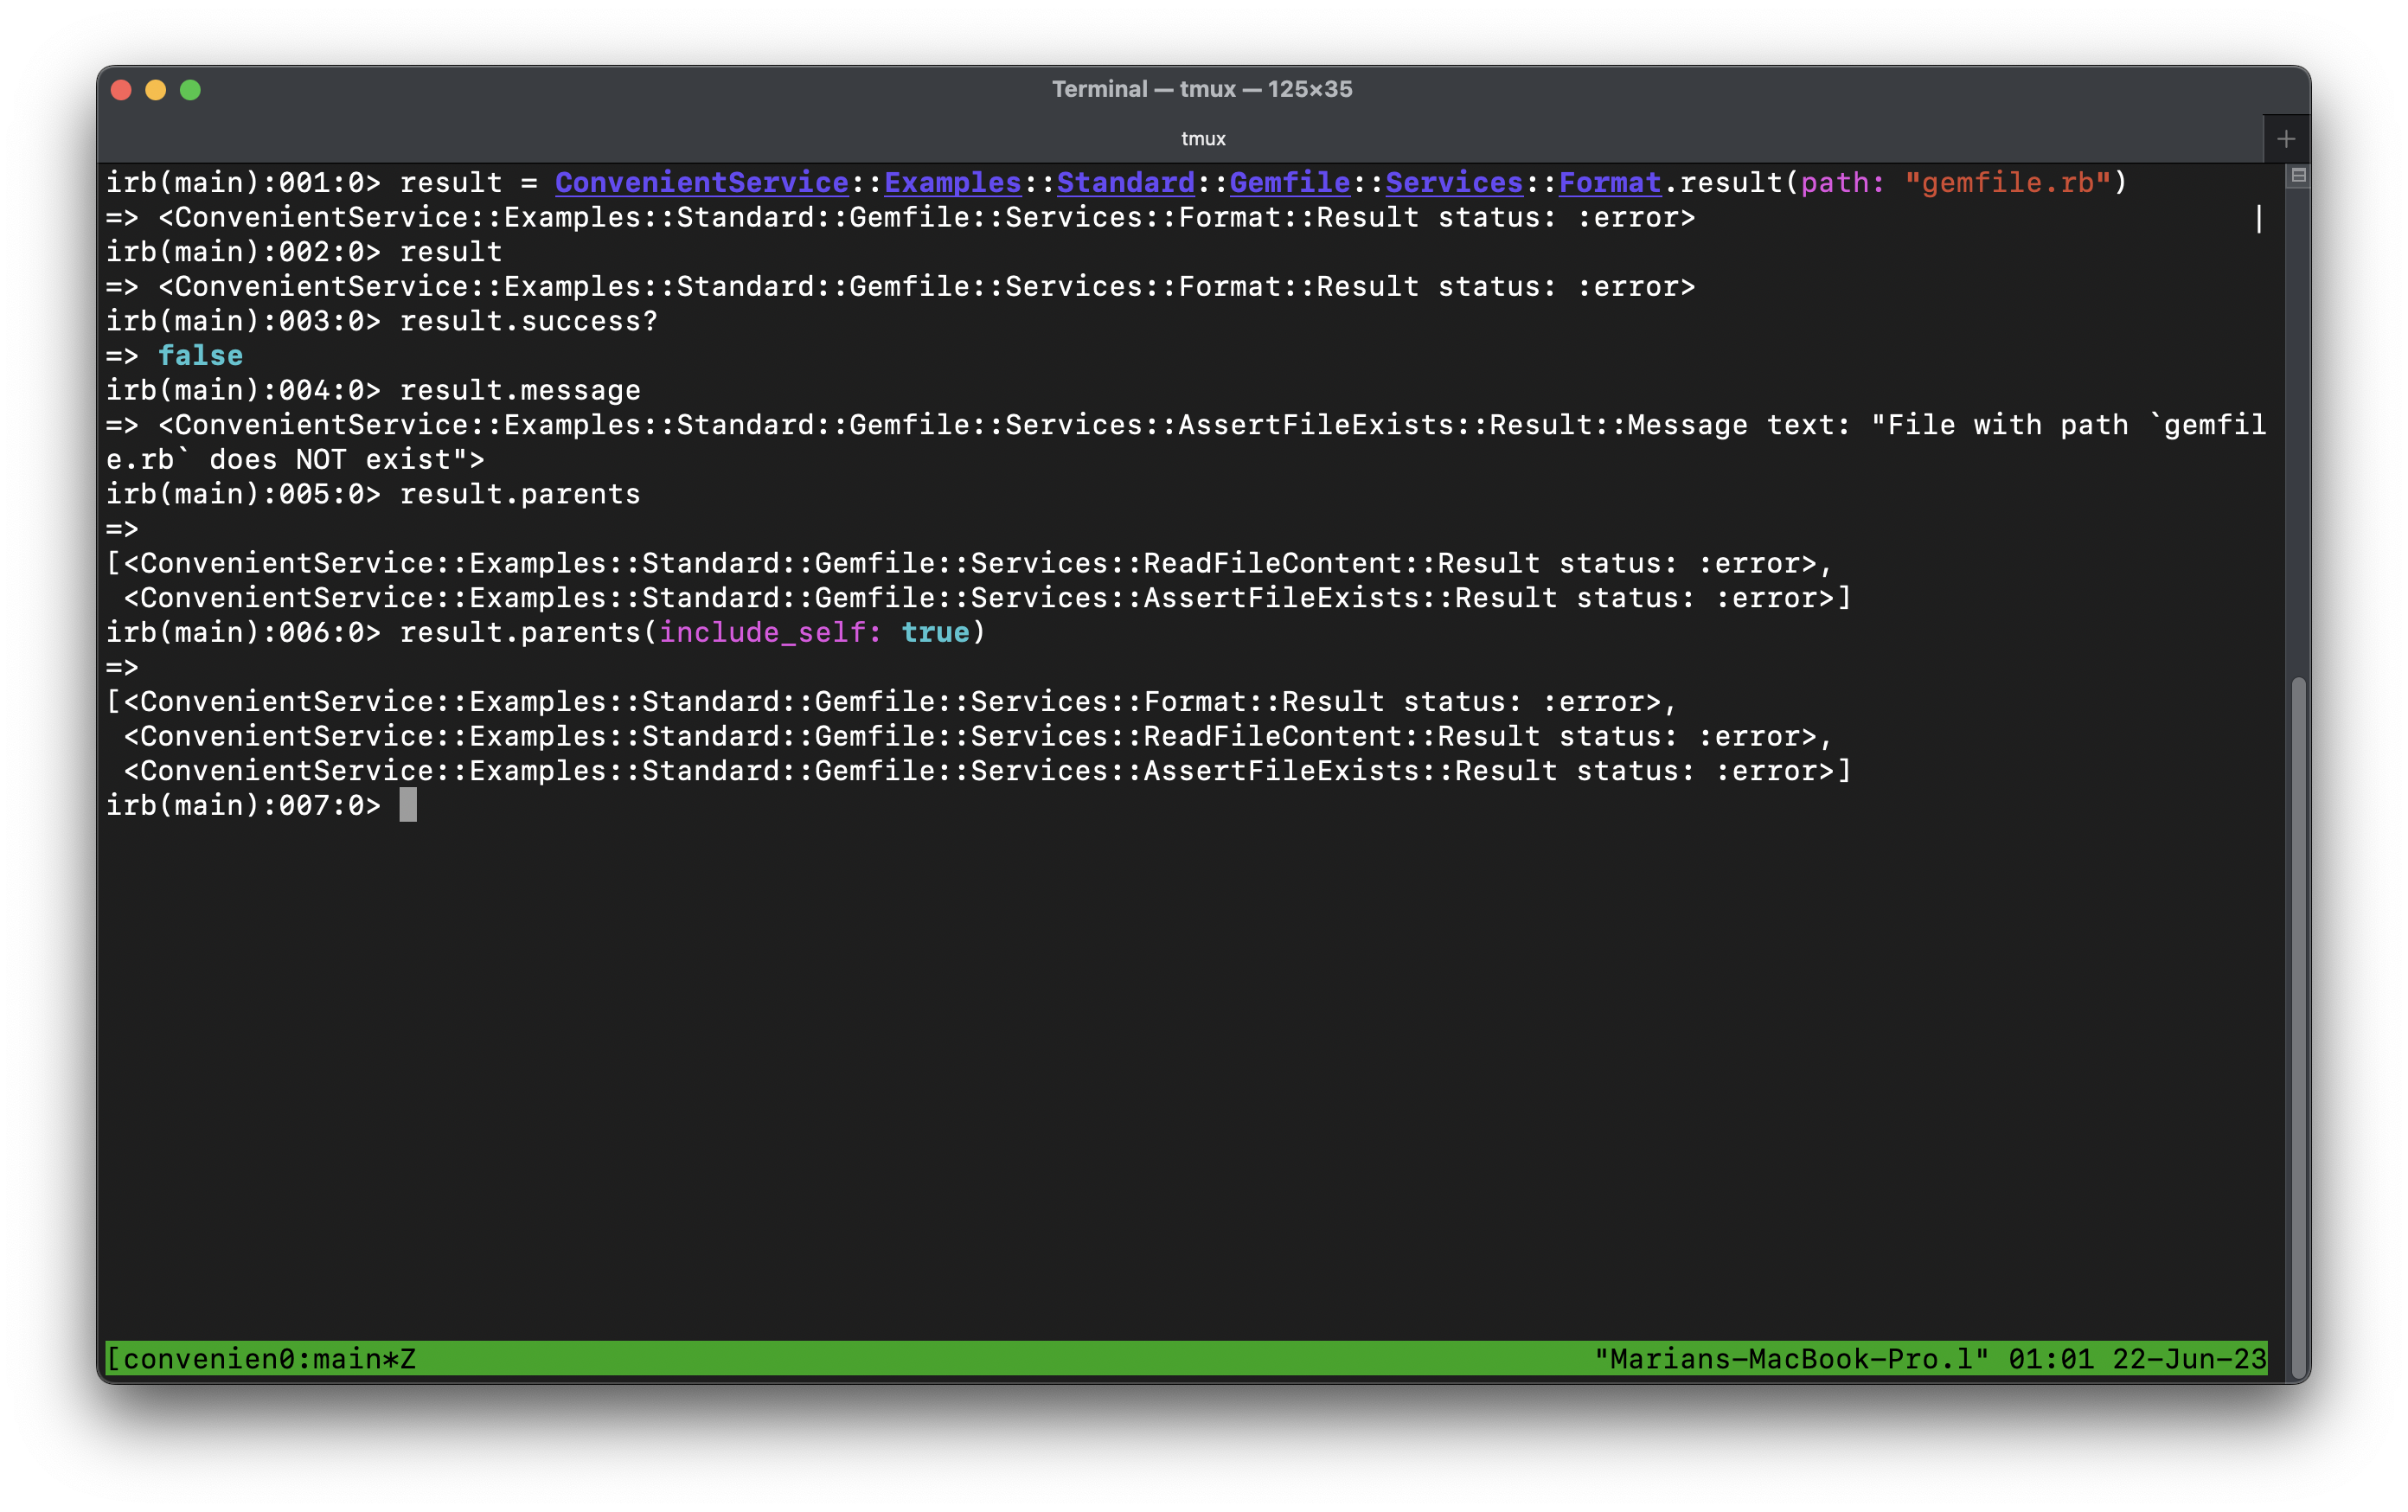 Terminal — tmux — 125×35
tmux
irb(main):001:0> result = ConvenientService::Examples::Standard::Gemfile::Services::Format.result(path: "gemfile.rb")
=> <ConvenientService::Examples::Standard::Gemfile::Services::Format::Result status: :error>
irb(main):002:0> result
=> <ConvenientService::Examples::Standard::Gemfile::Services::Format::Result status: :error>
irb(main):003:0> result.success?
=> false
irb(main):004:0> result.message
=> <ConvenientService::Examples::Standard::Gemfile::Services::AssertFileExists::Result::Message text: "File with path `gemfil
e.rb` does NOT exist">
irb(main):005:0> result.parents
=>
[<ConvenientService::Examples::Standard::Gemfile::Services::ReadFileContent::Result status: :error>,
 <ConvenientService::Examples::Standard::Gemfile::Services::AssertFileExists::Result status: :error>]
irb(main):006:0> result.parents(include_self: true)
=>
[<ConvenientService::Examples::Standard::Gemfile::Services::Format::Result status: :error>,
 <ConvenientService::Examples::Standard::Gemfile::Services::ReadFileContent::Result status: :error>,
 <ConvenientService::Examples::Standard::Gemfile::Services::AssertFileExists::Result status: :error>]
irb(main):007:0>
[convenien0:main*Z "Marians-MacBook-Pro.l" 01:01 22-Jun-23